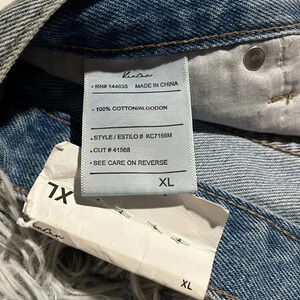 KanCan
• RN# 144635 MADE IN CHINA
• 100% COTTON/ALGODON
• STYLE / ESTILO # KC7166M
• CUT # 41568
• SEE CARE ON REVERSE
XL
XL
XL